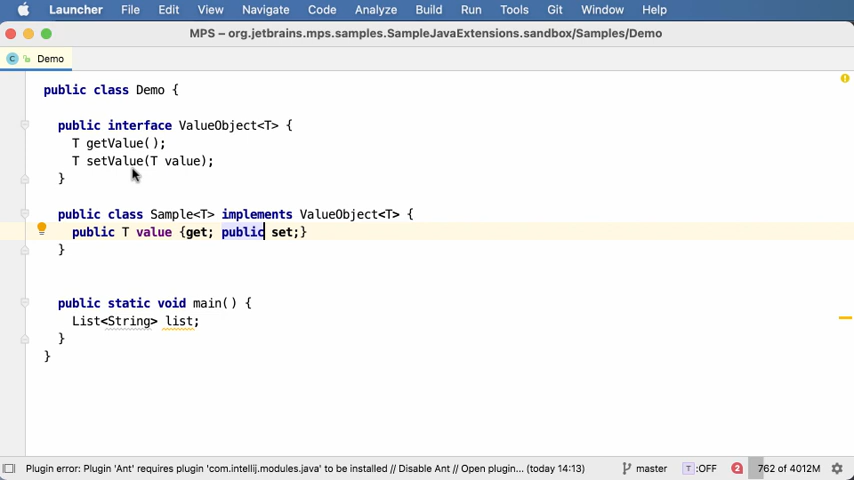 Launcher File Edit View Navigate Code Analyze Build Run Tools Git Window Help
MPS – org.jetbrains.mps.samples.SampleJavaExtensions.sandbox/Samples/Demo
C Demo
public class Demo {
public interface ValueObject<T> {
T getValue();
T setValue(T value);
}
public class Sample<T> implements ValueObject<T> {
public T value {get; public set;}
}
public static void main() {
List<String> list;
}
}
Plugin error: Plugin 'Ant' requires plugin 'com.intellij.modules.java' to be installed // Disable Ant // Open plugin... (today 14:13) master T :OFF 2 762 of 4012M